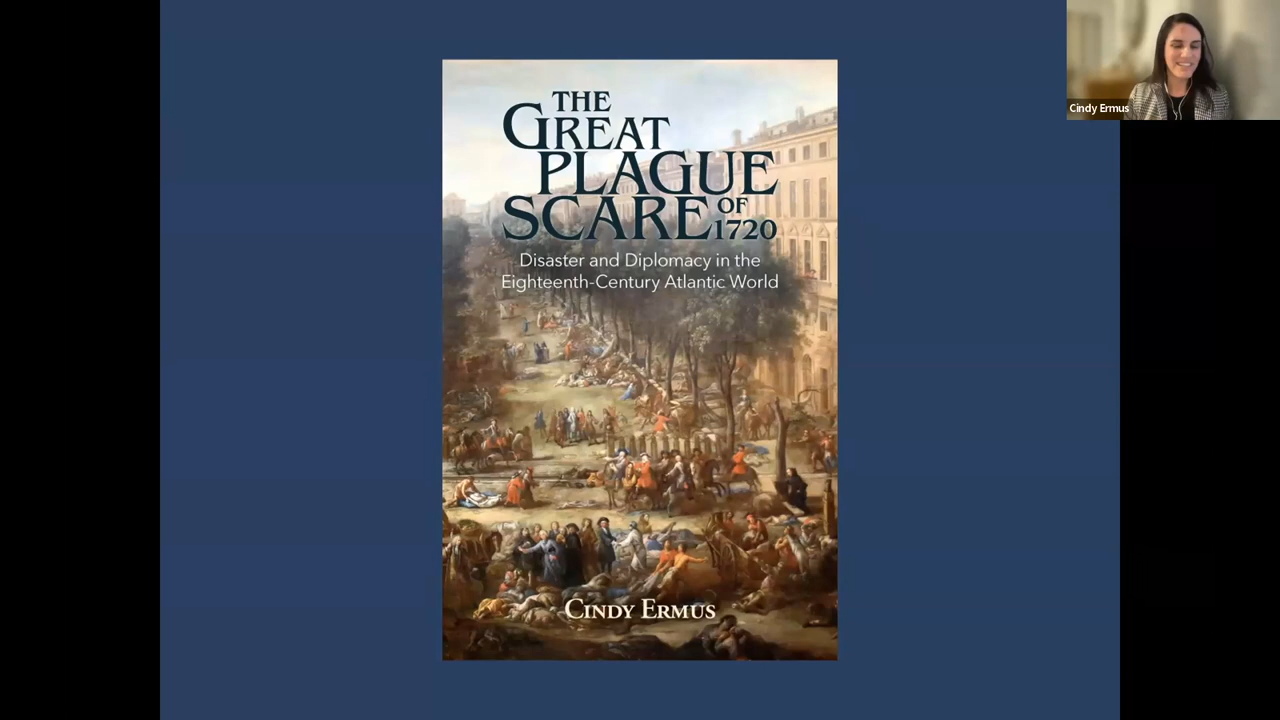 THE
GREAT
PLAGUE
SCARE OF
1720
Disaster and Diplomacy in the
Eighteenth-Century Atlantic World
CINDY ERMUS
Cindy Ermus